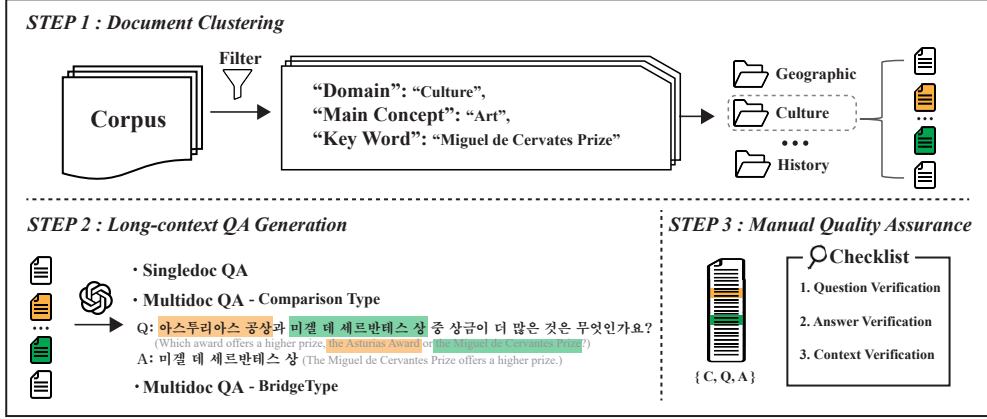 STEP 1 : Document Clustering
Filter
Corpus
“Domain”: “Culture”,
“Main Concept”: “Art”,
“Key Word”: “Miguel de Cervates Prize”
Geographic
Culture
•••
History
...
STEP 2 : Long-context QA Generation
...
· Singledoc QA
· Multidoc QA - Comparison Type
Q: 아스투리아스 공상과 미겔 데 세르반테스 상 중 상금이 더 많은 것은 무엇인가요?
(Which award offers a higher prize, the Asturias Award or the Miguel de Cervantes Prize?)
A: 미겔 데 세르반테스 상 (The Miguel de Cervantes Prize offers a higher prize.)
· Multidoc QA - BridgeType
STEP 3 : Manual Quality Assurance
{ C, Q, A }
Checklist
1. Question Verification
2. Answer Verification
3. Context Verification